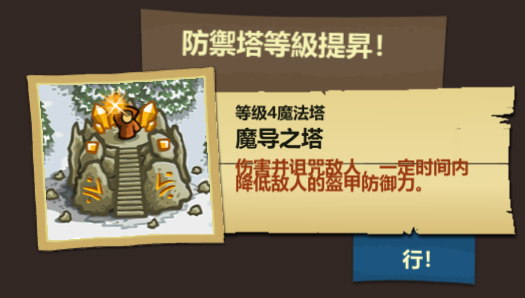 防禦塔等級提昇!
等级4魔法塔
魔导之塔
伤害并诅咒敌人，一定时间内
降低敌人的盔甲防御力。
行!